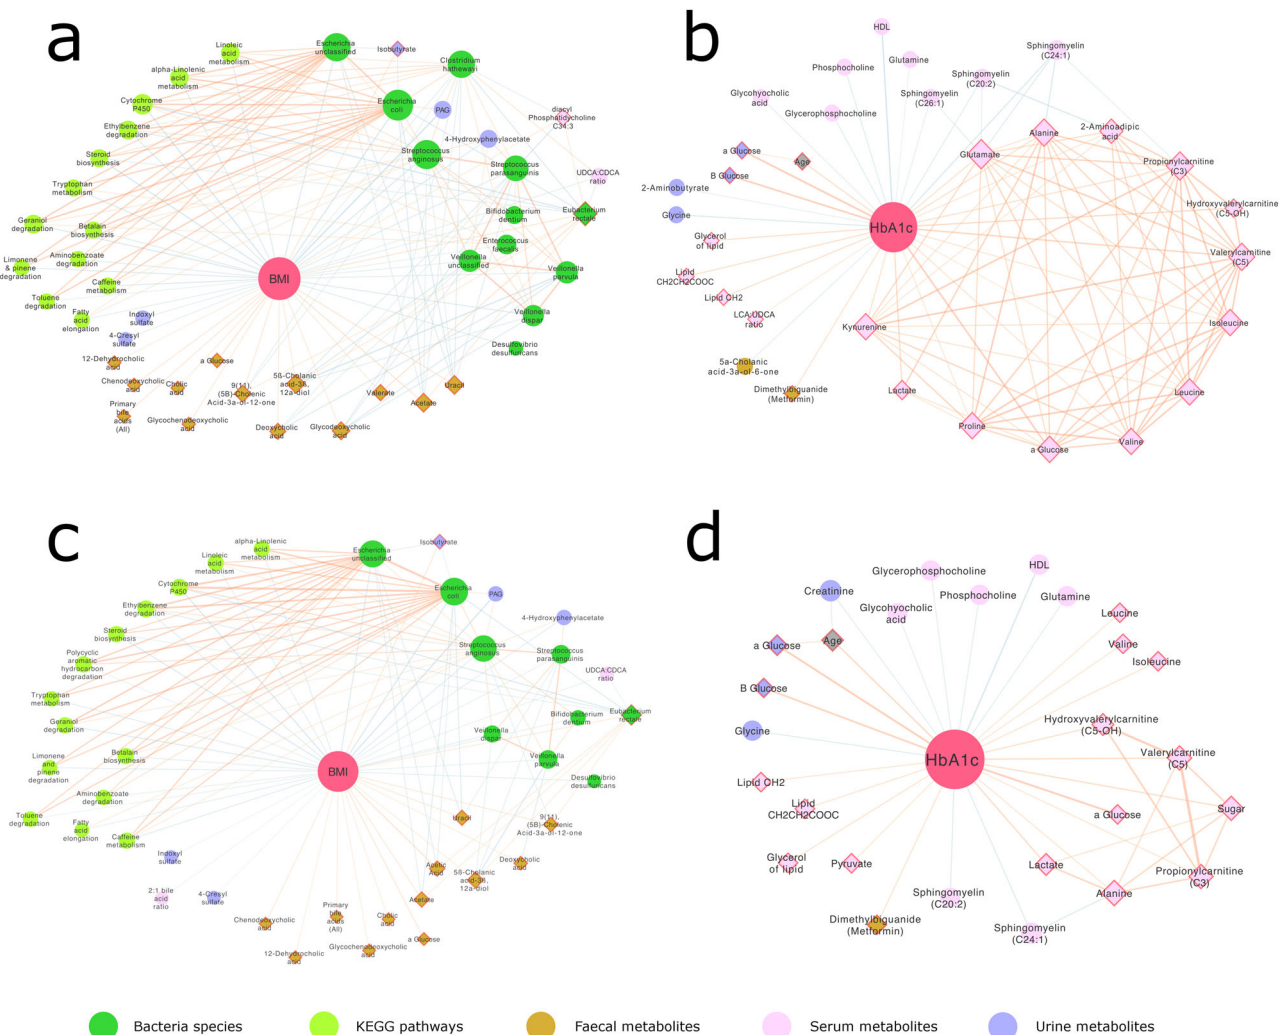 a
Linoleic
acid
metabolism
Escherichia
unclassified
Isobutyrate
Clostridium
hathewayi
alpha-Linolenic
acid
metabolism
Cytochrome
P450
Escherichia
coli
PAG
diacyl
Phosphatidycholine
C34:3
Ethylbenzene
degradation
4-Hydroxyphenylacetate
Steroid
biosynthesis
Streptococcus
anginosus
Streptococcus
parasanguinis
UDCA:CDCA
ratio
Tryptophan
metabolism
Bifidobacterium
dentium
Eubacterium
rectale
Geraniol
degradation
Betalain
biosynthesis
Enterococcus
faecalis
Limonene
& pinene
degradation
Aminobenzoate
degradation
Veillonella
unclassified
Veillonella
parvula
Caffeine
metabolism
BMI
Toluene
degradation
Fatty
acid
elongation
Indoxyl
sulfate
Veillonella
dispar
4-Cresyl
sulfate
Desulfovibrio
desulfuricans
12-Dehydrocholic
acid
a Glucose
Chenodeoxycholic
acid
Cholic
acid
9(11),
(5B)-Cholenic
Acid-3a-ol-12-one
5ß-Cholanic
acid-3ß,
12a-diol
Valerate
Uracil
Acetate
Primary
bile
acids
(All)
Glycochenodeoxycholic
acid
Deoxycholic
acid
Glycodeoxycholic
acid
b
HDL
Sphingomyelin
(C24:1)
Phosphocholine
Glutamine
Sphingomyelin
(C20:2)
Glycohyocholic
acid
Sphingomyelin
(C26:1)
Glycerophosphocholine
Alanine
2-Aminoadipic
acid
a Glucose
Age
Glutamate
Propionylcarnitine
(C3)
B Glucose
2-Aminobutyrate
Hydroxyvalerylcarnitine
(C5-OH)
Glycine
HbA1c
Glycerol
of lipid
Valerylcarnitine
(C5)
Lipid
CH2CH2COOC
Lipid CH2
LCA:UDCA
ratio
Kynurenine
Isoleucine
5a-Cholanic
acid-3a-ol-6-one
Dimethylbiguanide
(Metformin)
Lactate
Leucine
Proline
a Glucose
Valine
c
alpha-Linolenic
acid
metabolism
Linoleic
acid
metabolism
Escherichia
unclassified
Isobutyrate
Cytochrome
P450
Escherichia
coli
PAG
Ethylbenzene
degradation
4-Hydroxyphenylacetate
Steroid
biosynthesis
Streptococcus
anginosus
Streptococcus
parasanguinis
Polycyclic
aromatic
hydrocarbon
degradation
UDCA:CDCA
ratio
Tryptophan
metabolism
Bifidobacterium
dentium
Eubacterium
rectale
Geraniol
degradation
Veillonella
dispar
Limonene
and
pinene
degradation
Betalain
biosynthesis
Veillonella
parvula
BMI
Desulfovibrio
desulfuricans
Aminobenzoate
degradation
Toluene
degradation
Fatty
acid
elongation
Caffeine
metabolism
Uracil
9(11),
(5B)-Cholenic
Acid-3a-ol-12-one
Indoxyl
sulfate
Acetic
Acid
5ß-Cholanic
acid-3ß,
12a-diol
Deoxycholic
acid
2:1 bile
acid
ratio
4-Cresyl
sulfate
Acetate
Chenodeoxycholic
acid
Primary
bile
acids
(All)
Cholic
acid
a Glucose
12-Dehydrocholic
acid
Glycochenodeoxycholic
acid
d
Glycerophosphocholine
HDL
Creatinine
Phosphocholine
Glutamine
Glycohyocholic
acid
Leucine
a Glucose
Age
Valine
Isoleucine
B Glucose
Glycine
Hydroxyvalerylcarnitine
(C5-OH)
HbA1c
Valerylcarnitine
(C5)
Lipid CH2
Lipid
CH2CH2COOC
a Glucose
Sugar
Glycerol
of lipid
Pyruvate
Lactate
Propionylcarnitine
(C3)
Alanine
Sphingomyelin
(C20:2)
Dimethylbiguanide
(Metformin)
Sphingomyelin
(C24:1)
Bacteria species
KEGG pathways
Faecal metabolites
Serum metabolites
Urine metabolites